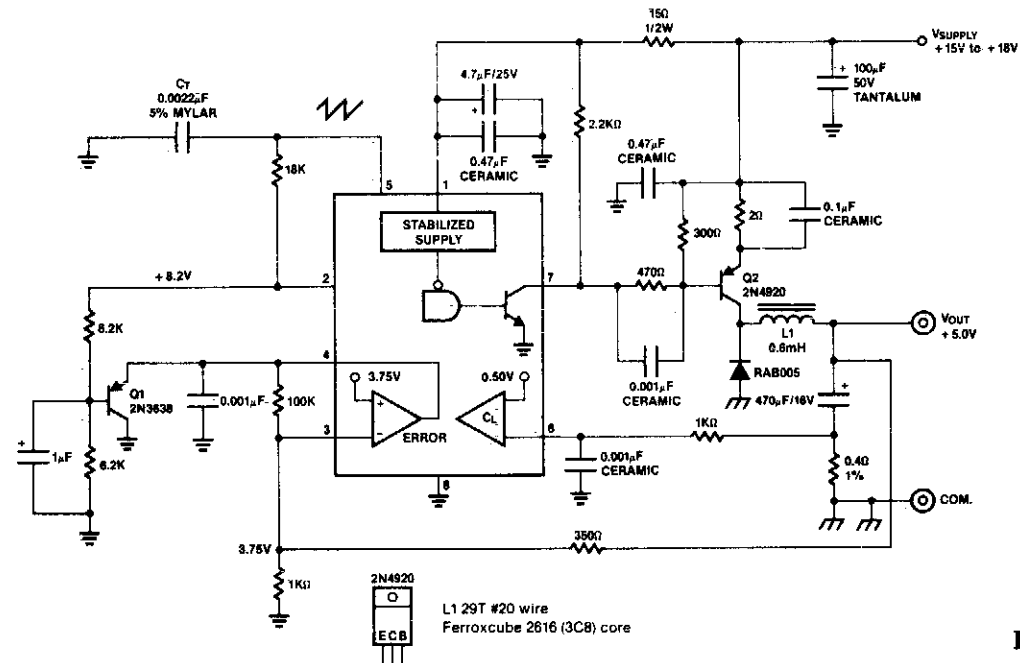 15Ω
1/2W
VSUPPLY
+15V to +18V
CT
0.0022µF
5% MYLAR
4.7µF/25V
+
+
100µF
50V
TANTALUM
2.2KΩ
0.47µF
CERAMIC
0.47µF
CERAMIC
18K
5
1
2Ω
0.1µF
CERAMIC
STABILIZED
SUPPLY
300Ω
+8.2V
2
7
470Ω
Q2
2N4920
VOUT
+5.0V
L1
0.6mH
8.2K
4
3.75V
0.50V
0.001µF
CERAMIC
RAB005
+
470µF/16V
Q1
2N3638
0.001µF
100K
+
−
CL
−
1KΩ
3
ERROR
6
+
1µF
6.2K
8
0.001µF
CERAMIC
0.4Ω
1%
COM.
3.75V
350Ω
1KΩ
2N4920
E C B
L1 29T #20 wire
Ferroxcube 2616 (3C8) core